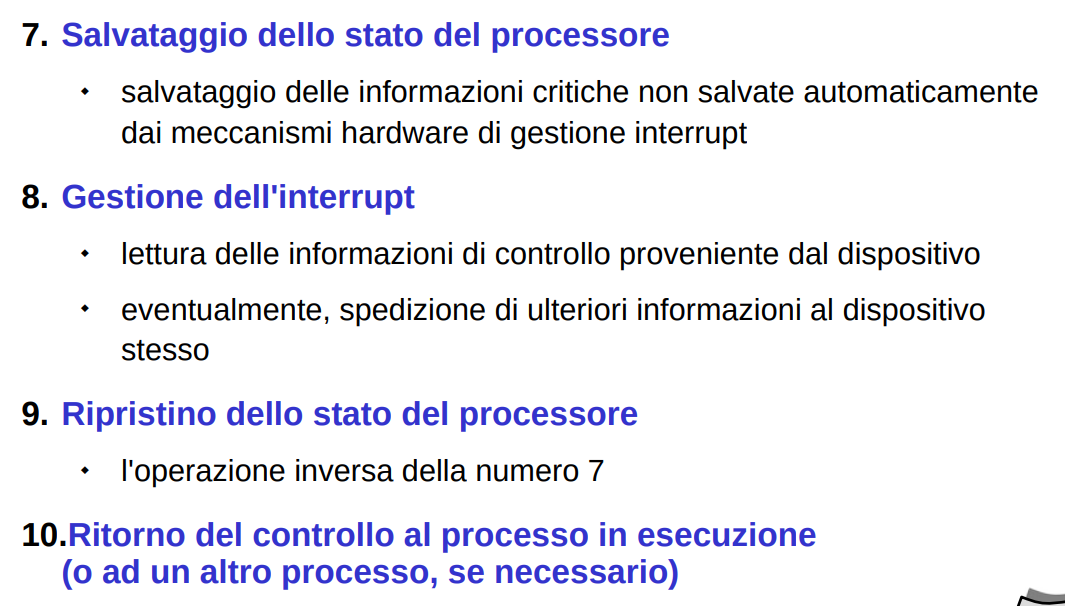 7. Salvataggio dello stato del processore
◆ salvataggio delle informazioni critiche non salvate automaticamente
dai meccanismi hardware di gestione interrupt
8. Gestione dell'interrupt
◆ lettura delle informazioni di controllo proveniente dal dispositivo
◆ eventualmente, spedizione di ulteriori informazioni al dispositivo
stesso
9. Ripristino dello stato del processore
◆ l'operazione inversa della numero 7
10.Ritorno del controllo al processo in esecuzione
(o ad un altro processo, se necessario)